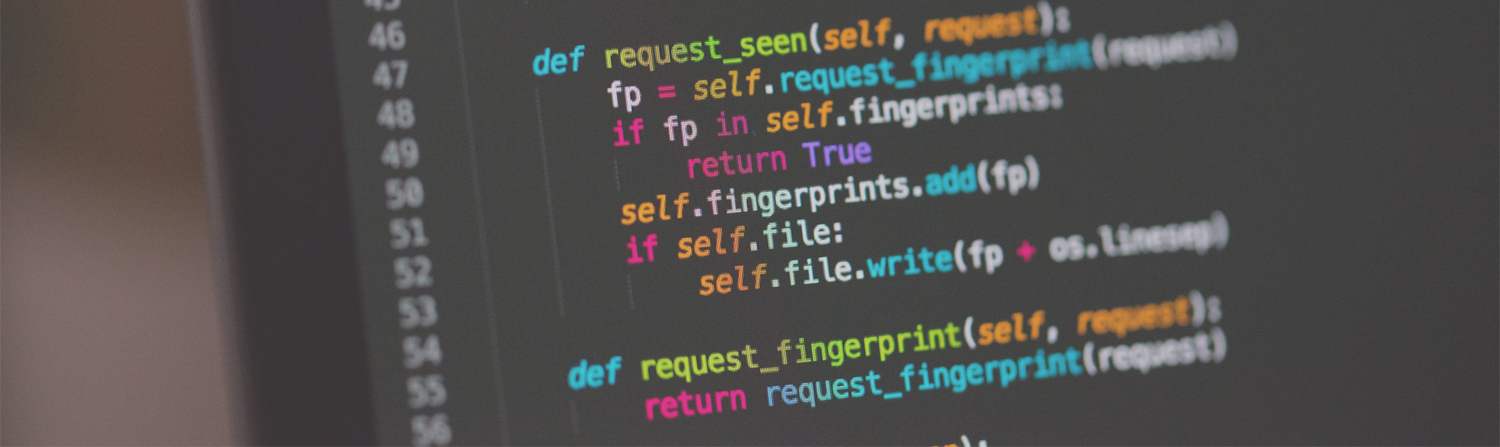 45
46 def request_seen(self, request):
47 fp = self.request_fingerprint(request)
48 if fp in self.fingerprints:
49 return True
50 self.fingerprints.add(fp)
51 if self.file:
52 self.file.write(fp + os.linesep)
53
54 def request_fingerprint(self, request):
55 return request_fingerprint(request)
56
):